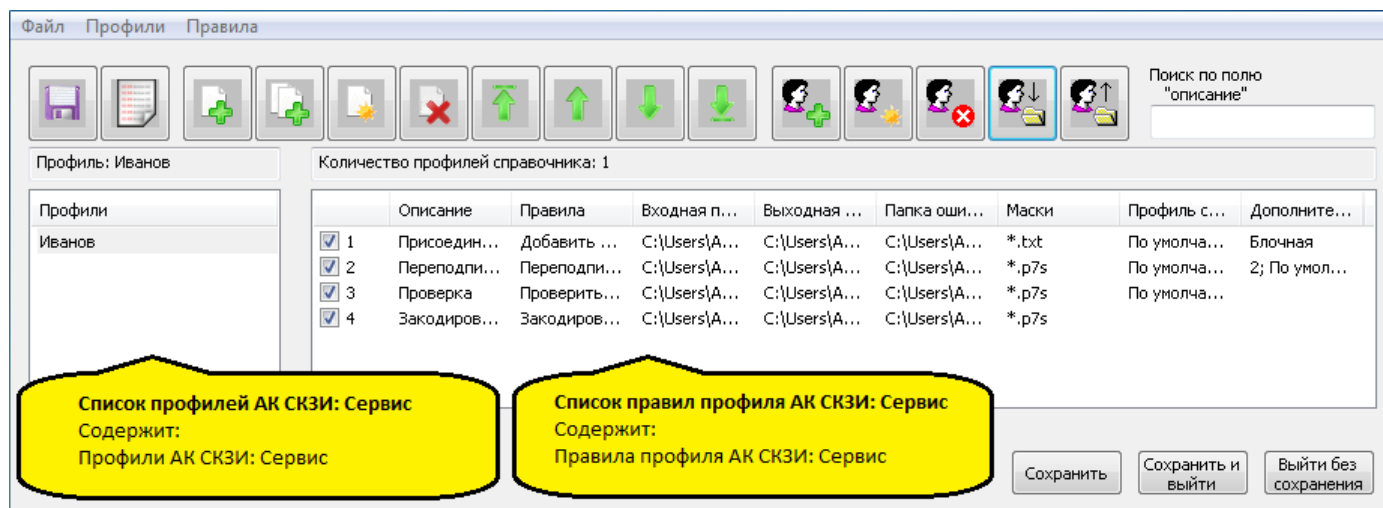 Файл Профили Правила
Поиск по полю
"описание"
Профиль: Иванов
Количество профилей справочника: 1
Профили
Иванов
Описание Правила Входная п... Выходная ... Папка оши... Маски Профиль с... Дополните...
1 Присоедин... Добавить ... C:\Users\A... C:\Users\A... C:\Users\A... *.txt По умолча... Блочная
2 Переподпи... Переподпи... C:\Users\A... C:\Users\A... C:\Users\A... *.p7s По умолча... 2; По умол...
3 Проверка Проверить... C:\Users\A... C:\Users\A... C:\Users\A... *.p7s По умолча...
4 Закодиров... Закодиров... C:\Users\A... C:\Users\A... C:\Users\A... *.p7s
Список профилей АК СКЗИ: Сервис
Содержит:
Профили АК СКЗИ: Сервис
Список правил профиля АК СКЗИ: Сервис
Содержит:
Правила профиля АК СКЗИ: Сервис
Сохранить
Сохранить и
выйти
Выйти без
сохранения